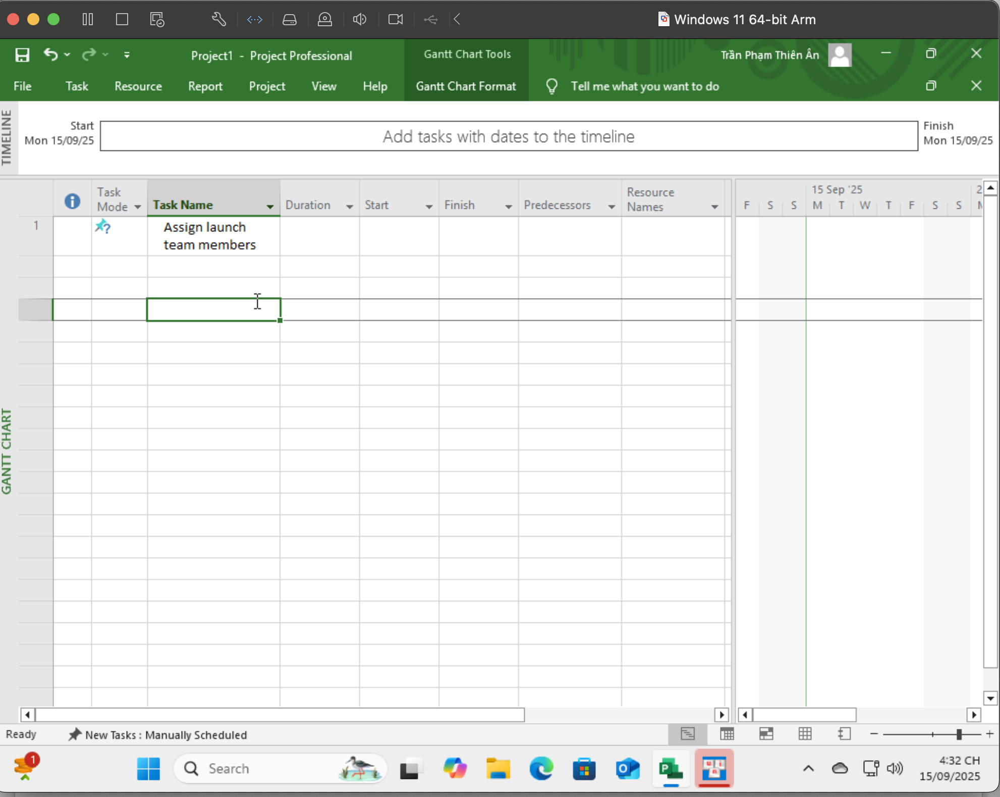 Windows 11 64-bit Arm
Project1 - Project Professional
Gantt Chart Tools
Trần Phạm Thiên Ân
File Task Resource Report Project View Help Gantt Chart Format Tell me what you want to do
TIMELINE
Start
Mon 15/09/25
Add tasks with dates to the timeline
Finish
Mon 15/09/25
Task Mode
Task Name
Duration
Start
Finish
Predecessors
Resource Names
15 Sep '25
2
F S S M T W T F S S M
1
Assign launch
team members
GANTT CHART
Ready
New Tasks : Manually Scheduled
1
Search
4:32 CH
15/09/2025